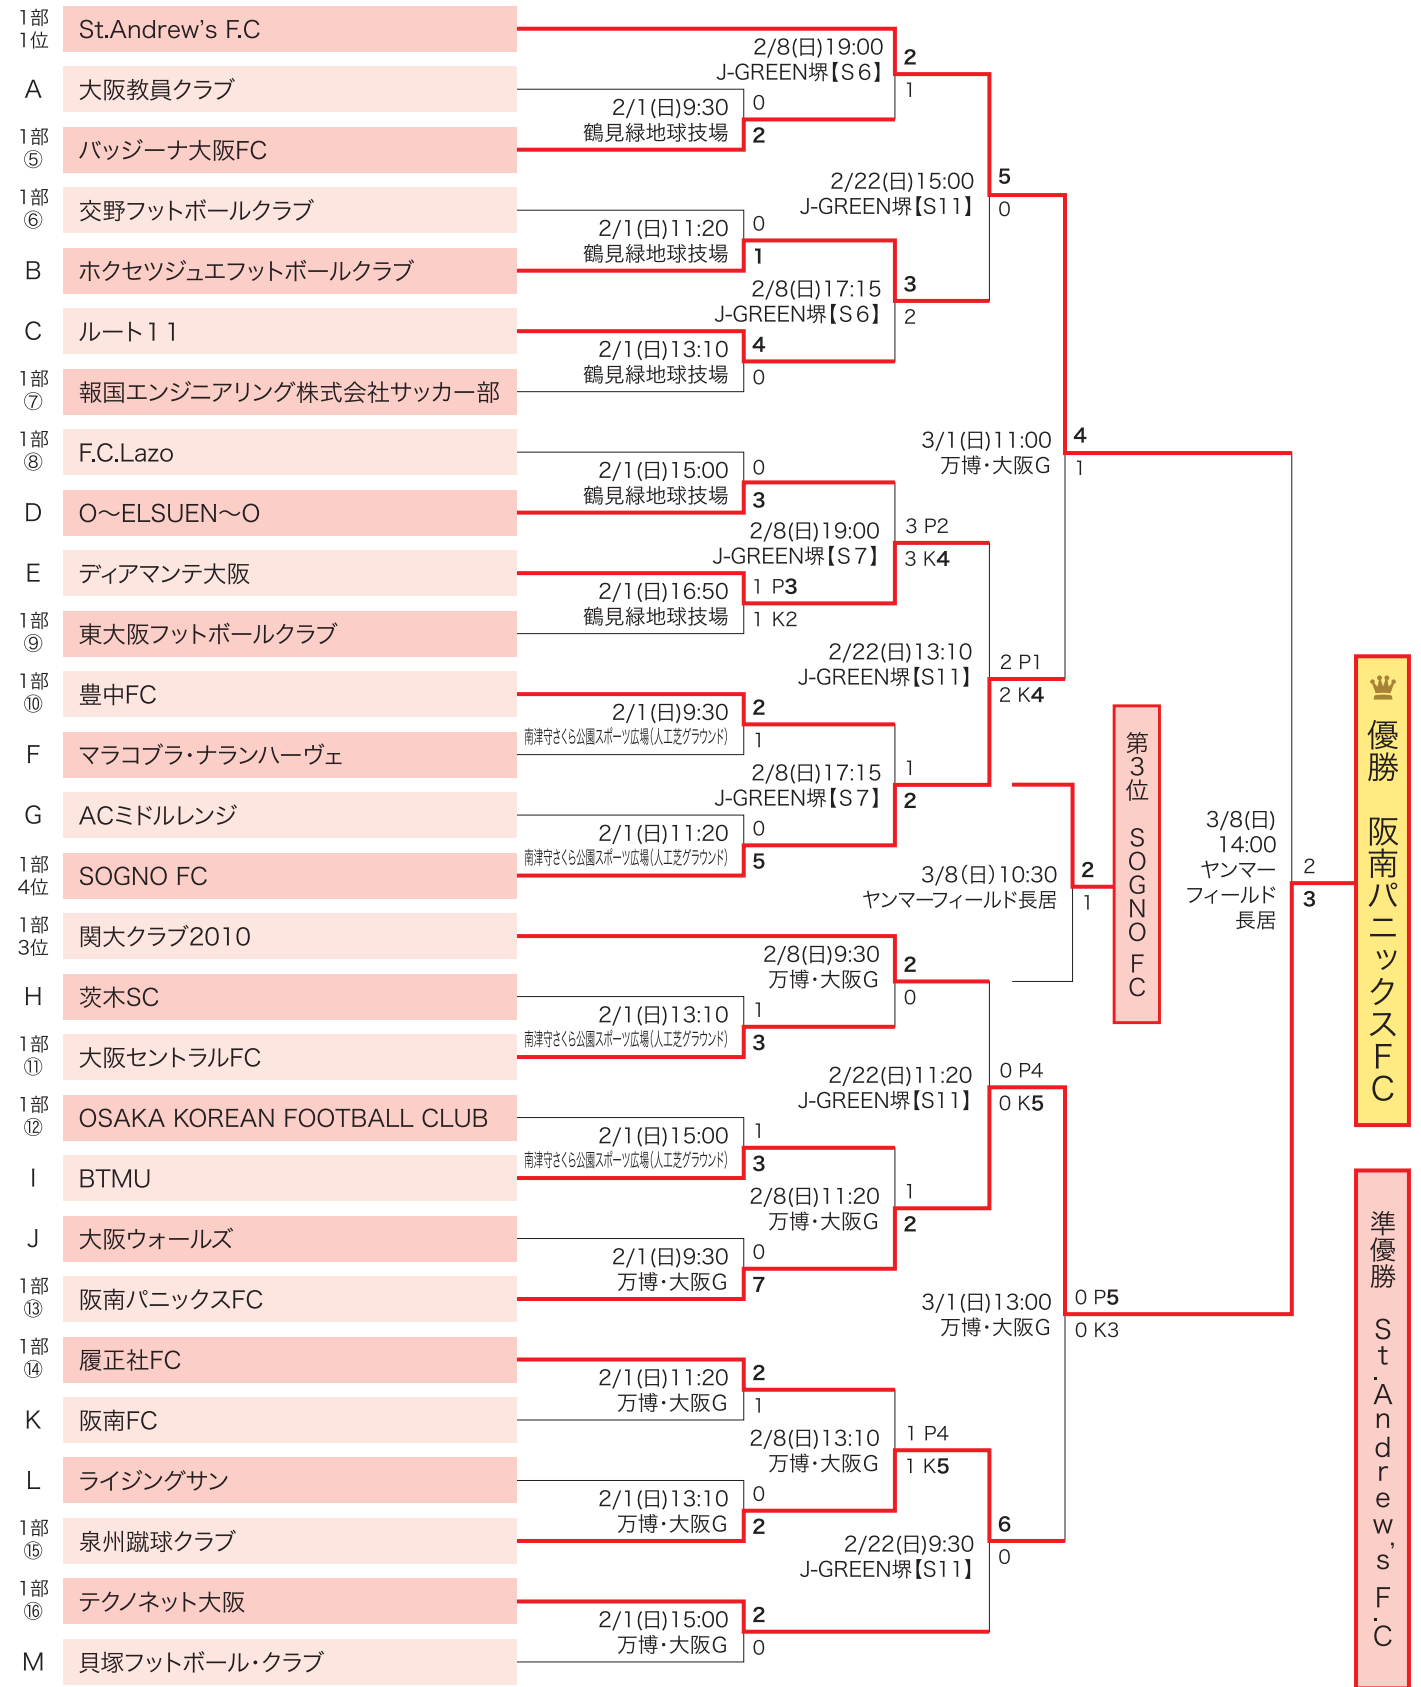 1部
1位
St.Andrew's F.C
A
大阪教員クラブ
1部
⑤
バッジーナ大阪FC
1部
⑥
交野フットボールクラブ
B
ホクセツジュエフットボールクラブ
C
ルート11
1部
⑦
報国エンジニアリング株式会社サッカー部
1部
⑧
F.C.Lazo
D
O〜ELSUEN〜O
E
ディアマンテ大阪
1部
⑨
東大阪フットボールクラブ
1部
⑩
豊中FC
F
マラコブラ・ナランハーヴェ
G
ACミドルレンジ
1部
4位
SOGNO FC
1部
3位
関大クラブ2010
H
茨木SC
1部
⑪
大阪セントラルFC
1部
⑫
OSAKA KOREAN FOOTBALL CLUB
I
BTMU
J
大阪ウォールズ
1部
⑬
阪南パニックスFC
1部
⑭
履正社FC
K
阪南FC
L
ライジングサン
1部
⑮
泉州蹴球クラブ
1部
⑯
テクノネット大阪
M
貝塚フットボール・クラブ
2/1(日)9:30
鶴見緑地球技場
0
2
2/1(日)11:20
鶴見緑地球技場
0
1
2/1(日)13:10
鶴見緑地球技場
4
0
2/1(日)15:00
鶴見緑地球技場
0
3
2/1(日)16:50
鶴見緑地球技場
1 P3
1 K2
2/1(日)9:30
南津守さくら公園スポーツ広場(人工芝グラウンド)
2
1
2/1(日)11:20
南津守さくら公園スポーツ広場(人工芝グラウンド)
0
5
2/1(日)13:10
南津守さくら公園スポーツ広場(人工芝グラウンド)
1
3
2/1(日)15:00
南津守さくら公園スポーツ広場(人工芝グラウンド)
1
3
2/1(日)9:30
万博・大阪G
0
7
2/1(日)11:20
万博・大阪G
2
1
2/1(日)13:10
万博・大阪G
0
2
2/1(日)15:00
万博・大阪G
2
0
2/8(日)19:00
J-GREEN堺【S6】
2
1
2/8(日)17:15
J-GREEN堺【S6】
3
2
2/8(日)19:00
J-GREEN堺【S7】
3 P2
3 K4
2/8(日)17:15
J-GREEN堺【S7】
1
2
2/8(日)9:30
万博・大阪G
2
0
2/8(日)11:20
万博・大阪G
1
2
2/8(日)13:10
万博・大阪G
1 P4
1 K5
2/22(日)15:00
J-GREEN堺【S11】
5
0
2/22(日)13:10
J-GREEN堺【S11】
2 P1
2 K4
2/22(日)11:20
J-GREEN堺【S11】
0 P4
0 K5
2/22(日)9:30
J-GREEN堺【S11】
6
0
3/1(日)11:00
万博・大阪G
4
1
3/1(日)13:00
万博・大阪G
0 P5
0 K3
3/8(日)10:30
ヤンマーフィールド長居
2
1
第3位 SOGNO FC
3/8(日)
14:00
ヤンマー
フィールド
長居
2
3
優勝 阪南パニックスFC
準優勝 St.Andrew's F.C